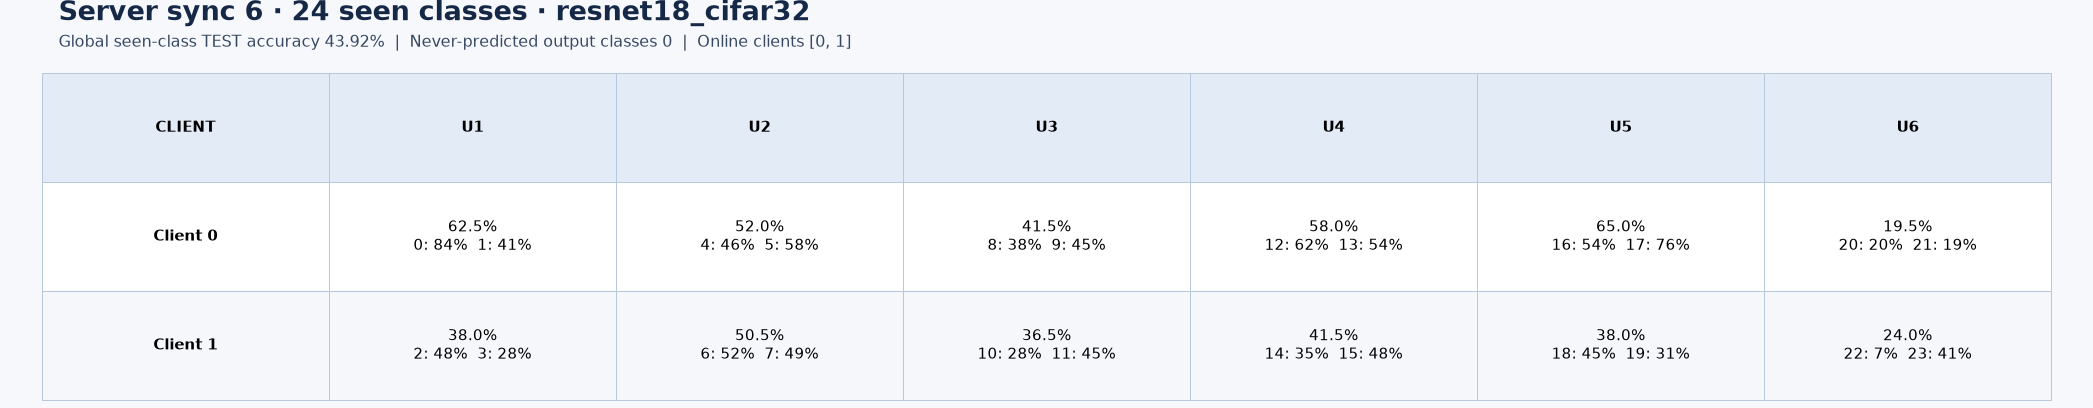 Server sync 6 · 24 seen classes · resnet18_cifar32
Global seen-class TEST accuracy 43.92% | Never-predicted output classes 0 | Online clients [0, 1]
CLIENT U1 U2 U3 U4 U5 U6
Client 0
62.5%
0: 84% 1: 41%
52.0%
4: 46% 5: 58%
41.5%
8: 38% 9: 45%
58.0%
12: 62% 13: 54%
65.0%
16: 54% 17: 76%
19.5%
20: 20% 21: 19%
Client 1
38.0%
2: 48% 3: 28%
50.5%
6: 52% 7: 49%
36.5%
10: 28% 11: 45%
41.5%
14: 35% 15: 48%
38.0%
18: 45% 19: 31%
24.0%
22: 7% 23: 41%